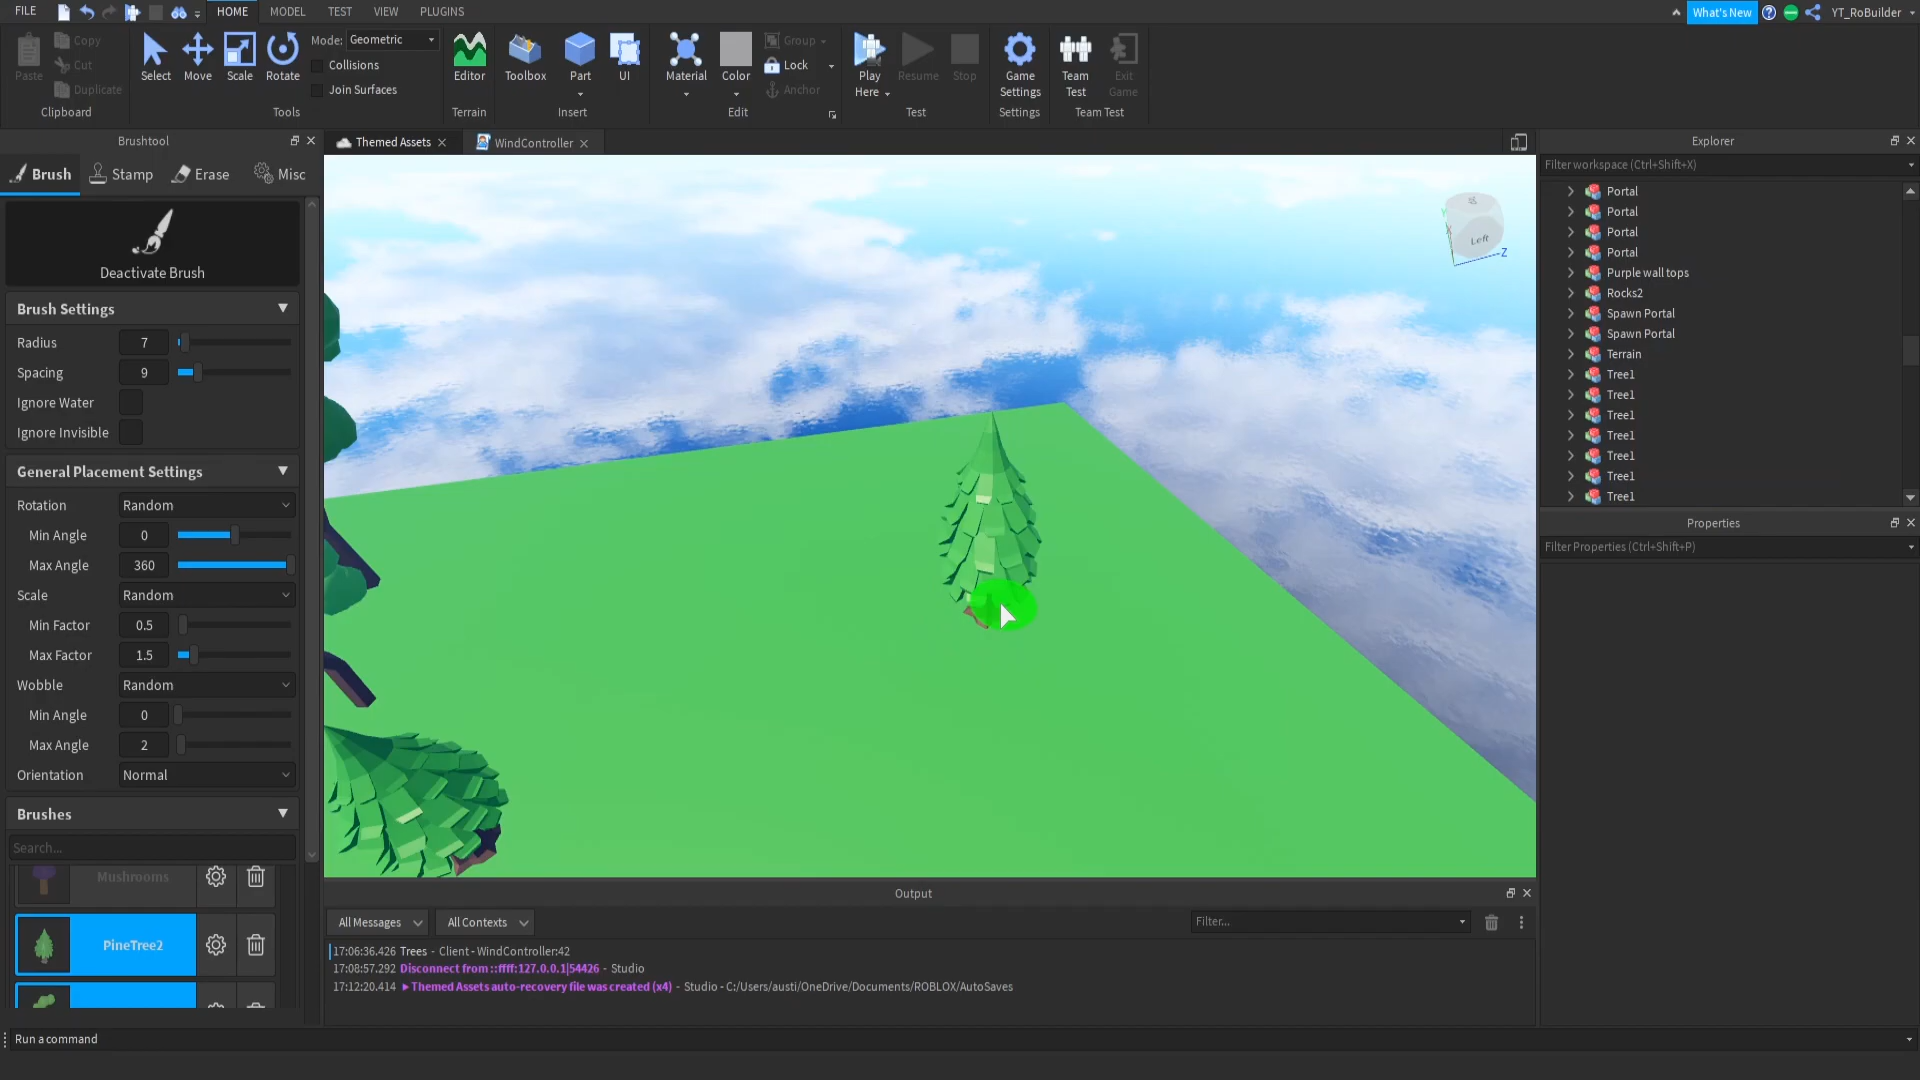 FILE HOME MODEL TEST VIEW PLUGINS What's New YT_RoBuilder
Paste Copy Cut Duplicate Clipboard
Select Move Scale Rotate Mode: Geometric Collisions Join Surfaces Tools
Editor Terrain
Toolbox Part UI Insert
Material Color Group Lock Anchor Edit
Play Here Resume Stop Test
Game Settings Settings
Team Test Exit Game Team Test
Brushtool
Brush Stamp Erase Misc
Deactivate Brush
Brush Settings
Radius 7
Spacing 9
Ignore Water
Ignore Invisible
General Placement Settings
Rotation Random
Min Angle 0
Max Angle 360
Scale Random
Min Factor 0.5
Max Factor 1.5
Wobble Random
Min Angle 0
Max Angle 2
Orientation Normal
Brushes
Search...
Mushrooms
PineTree2
Themed Assets WindController
Y X Z Left
Output
All Messages All Contexts Filter...
17:06:36.426 Trees - Client - WindController:42
17:08:57.292 Disconnect from ::ffff:127.0.0.1|54426 - Studio
17:12:20.414 Themed Assets auto-recovery file was created (x4) - Studio - C:/Users/austi/OneDrive/Documents/ROBLOX/AutoSaves
Explorer
Filter workspace (Ctrl+Shift+X)
Portal
Portal
Portal
Portal
Purple wall tops
Rocks2
Spawn Portal
Spawn Portal
Terrain
Tree1
Tree1
Tree1
Tree1
Tree1
Tree1
Tree1
Properties
Filter Properties (Ctrl+Shift+P)
Run a command